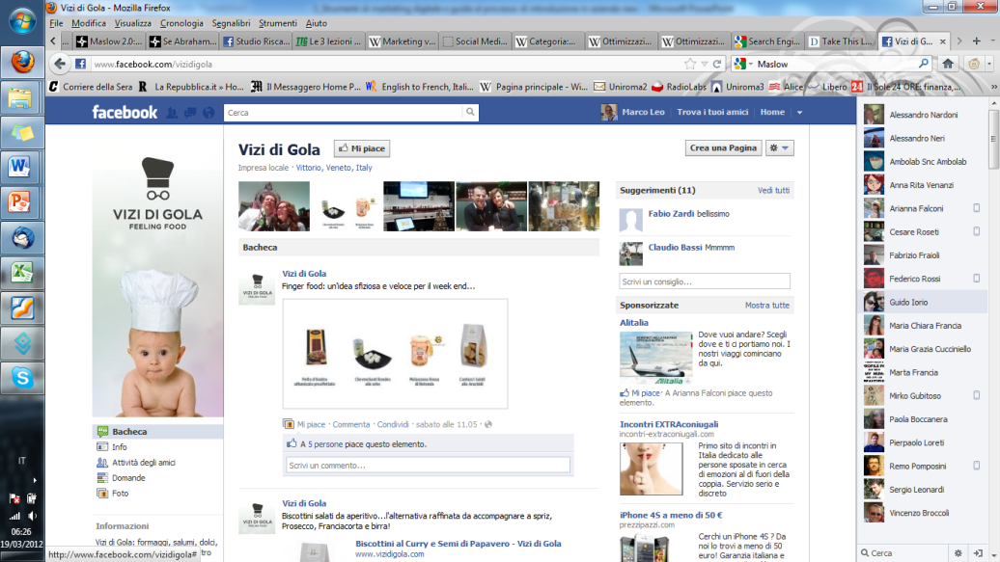 Vizi di Gola - Mozilla Firefox
File Modifica Visualizza Cronologia Segnalibri Strumenti Aiuto
Maslow 2.0:... Se Abraham... Studio Risca... Le 3 lezioni ... Marketing v... Social Medi... Categoria:... Ottimizzazi... Ottimizzazi... Search Engi... Take This L... Vizi di G...
www.facebook.com/vizidigola
Maslow
Corriere della Sera La Repubblica.it » Ho... Il Messaggero Home P... English to French, Itali... Pagina principale - Wi... Uniroma2 RadioLabs Uniroma3 Alice Libero Il Sole 24 ORE: finanza,...
facebook
Cerca
Marco Leo Trova i tuoi amici Home
VIZI DI GOLA
FEELING FOOD
Bacheca
Info
Attività degli amici
Domande
Foto
Informazioni
Vizi di Gola: formaggi, salumi, dolci,
http://www.facebook.com/vizidigola#
Vizi di Gola
Mi piace
Crea una Pagina
Impresa locale · Vittorio, Veneto, Italy
Bacheca
Vizi di Gola
Finger food: un'idea sfiziosa e veloce per il week end...
Mi piace · Commenta · Condividi · sabato alle 11.05 ·
A 5 persone piace questo elemento.
Scrivi un commento...
Vizi di Gola
Biscottini salati da aperitivo...l'alternativa raffinata da accompagnare a spriz,
Prosecco, Franciacorta e birra!
Biscottini al Curry e Semi di Papavero - Vizi di Gola
www.vizidigola.com
Suggerimenti (11)
Vedi tutti
Fabio Zardi bellissimo
Claudio Bassi Mmmmm
Scrivi un consiglio...
Sponsorizzate
Mostra tutte
Alitalia
Dove vuoi andare? Scegli
dove e ti ci portiamo noi. I
nostri viaggi cominciano
da qui.
Alitalia
Mi piace · A Arianna Falconi piace questo
elemento.
Incontri EXTRAconiugali
incontri-extraconiugali.com
Primo sito di incontri in
Italia dedicato alle
persone sposate in cerca
di emozioni al di fuori della
coppia. Servizio serio e
discreto
iPhone 4S a meno di 50 €
prezzipazzi.com
Cerchi un iPhone 4S ? Da
noi lo trovi a meno di 50
euro! Garanzia italiana e
Alessandro Nardoni
Alessandro Neri
Ambolab Snc Ambolab
Anna Rita Venanzi
Arianna Falconi
Cesare Roseti
Fabrizio Fraioli
Federico Rossi
Guido Iorio
Maria Chiara Francia
Maria Grazia Cucciniello
Marta Francia
Mirko Gubitoso
Paola Boccanera
Pierpaolo Loreti
Remo Pomposini
Sergio Leonardi
Vincenzo Broccoli
Cerca
IT
06:26
19/03/2012